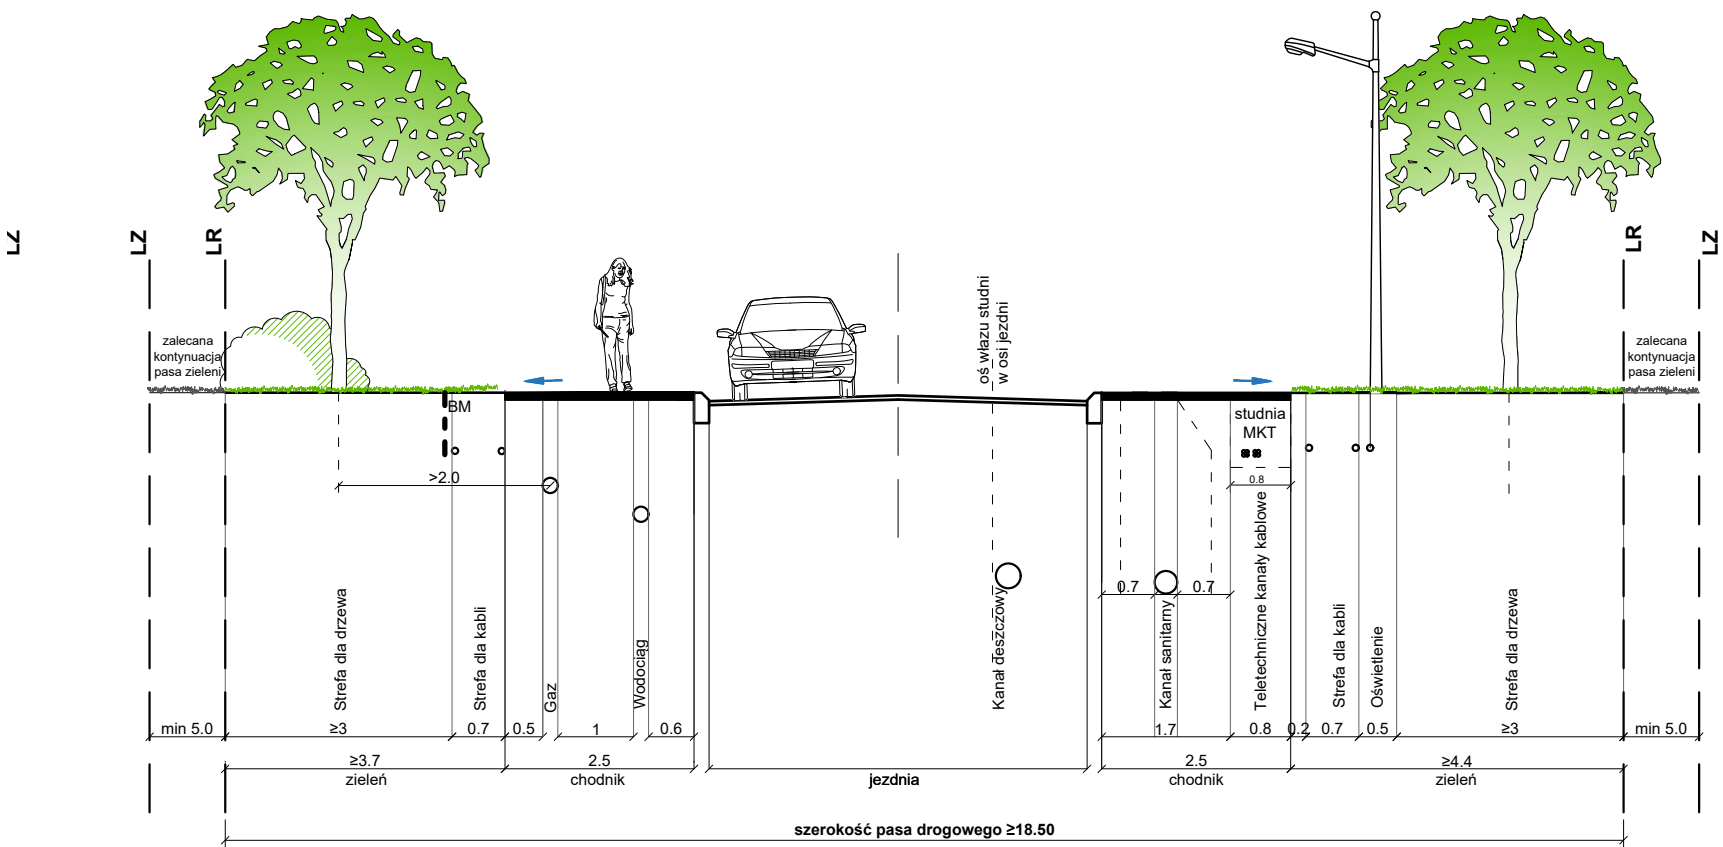 LZ
LZ
LR
LR
LZ
zalecana
kontynuacja
pasa zieleni
oś włazu studni
w osi jezdni
zalecana
kontynuacja
pasa zieleni
BM
studnia
MKT
>2.0
0.8
0.7
0.7
Strefa dla drzewa
Strefa dla kabli
Gaz
Wodociąg
Kanał deszczowy
Kanał sanitarny
Teletechniczne kanały kablowe
Strefa dla kabli
Oświetlenie
Strefa dla drzewa
min 5.0
≥3
0.7
0.5
1
0.6
1.7
0.8
0.2
0.7
0.5
≥3
min 5.0
≥3.7
zieleń
2.5
chodnik
jezdnia
2.5
chodnik
≥4.4
zieleń
szerokość pasa drogowego ≥18.50